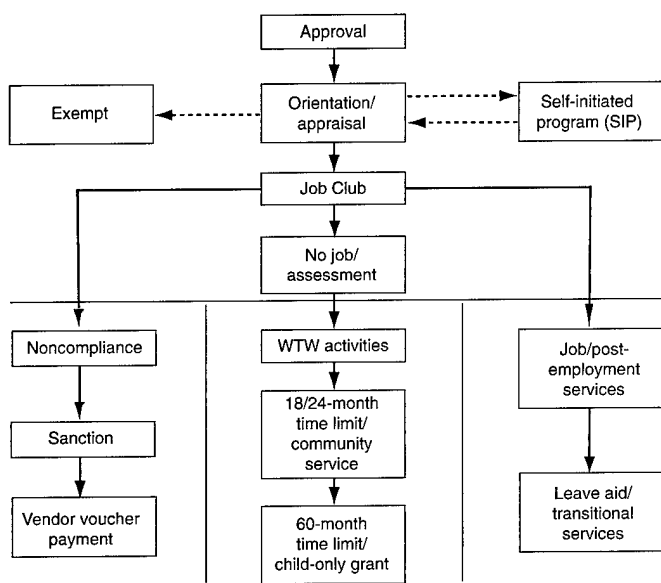 Approval
Exempt
Orientation/
appraisal
Self-initiated
program (SIP)
Job Club
No job/
assessment
Noncompliance
Sanction
Vendor voucher
payment
WTW activities
18/24-month
time limit/
community
service
60-month
time limit/
child-only grant
Job/post-
employment
services
Leave aid/
transitional
services